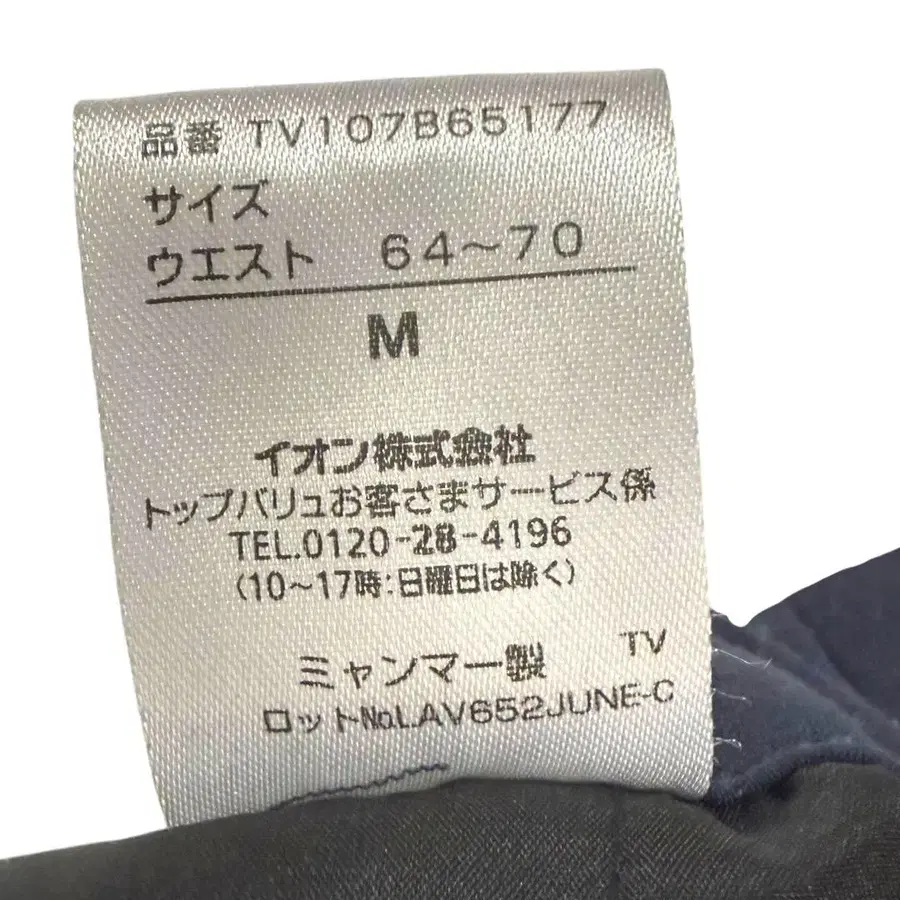 品番 TV107B65177
サイズ
ウエスト 64～70
M
イオン株式会社
トップバリュお客さまサービス係
TEL.0120-28-4196
(10～17時:日曜日は除く)
ミャンマー製 TV
ロットNo.LAV652JUNE-C